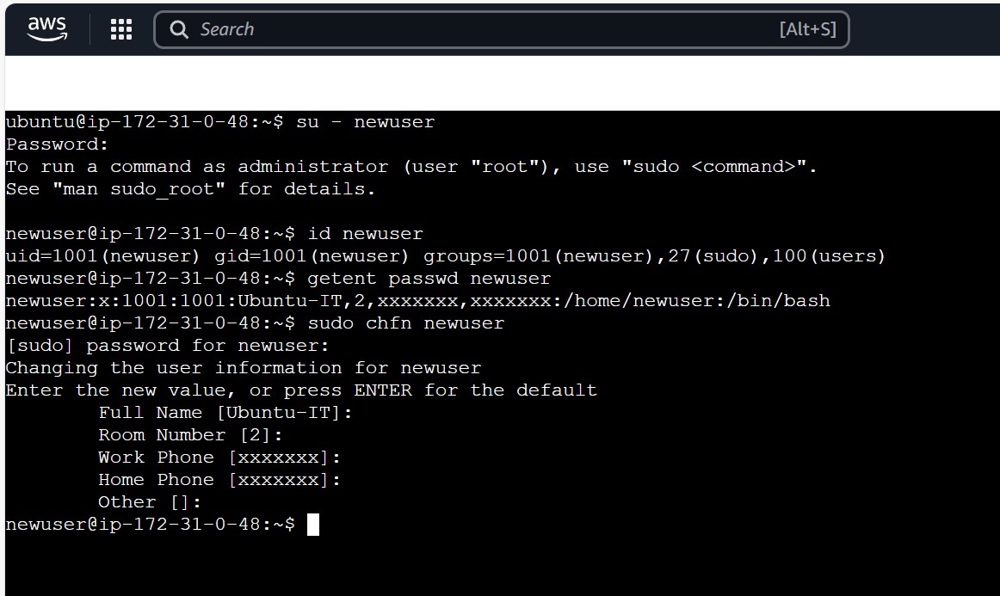 aws
Search [Alt+S]
ubuntu@ip-172-31-0-48:~$ su - newuser
Password:
To run a command as administrator (user "root"), use "sudo <command>".
See "man sudo_root" for details.
newuser@ip-172-31-0-48:~$ id newuser
uid=1001(newuser) gid=1001(newuser) groups=1001(newuser),27(sudo),100(users)
newuser@ip-172-31-0-48:~$ getent passwd newuser
newuser:x:1001:1001:Ubuntu-IT,2,xxxxxxx,xxxxxxx:/home/newuser:/bin/bash
newuser@ip-172-31-0-48:~$ sudo chfn newuser
[sudo] password for newuser:
Changing the user information for newuser
Enter the new value, or press ENTER for the default
Full Name [Ubuntu-IT]:
Room Number [2]:
Work Phone [xxxxxxx]:
Home Phone [xxxxxxx]:
Other []:
newuser@ip-172-31-0-48:~$